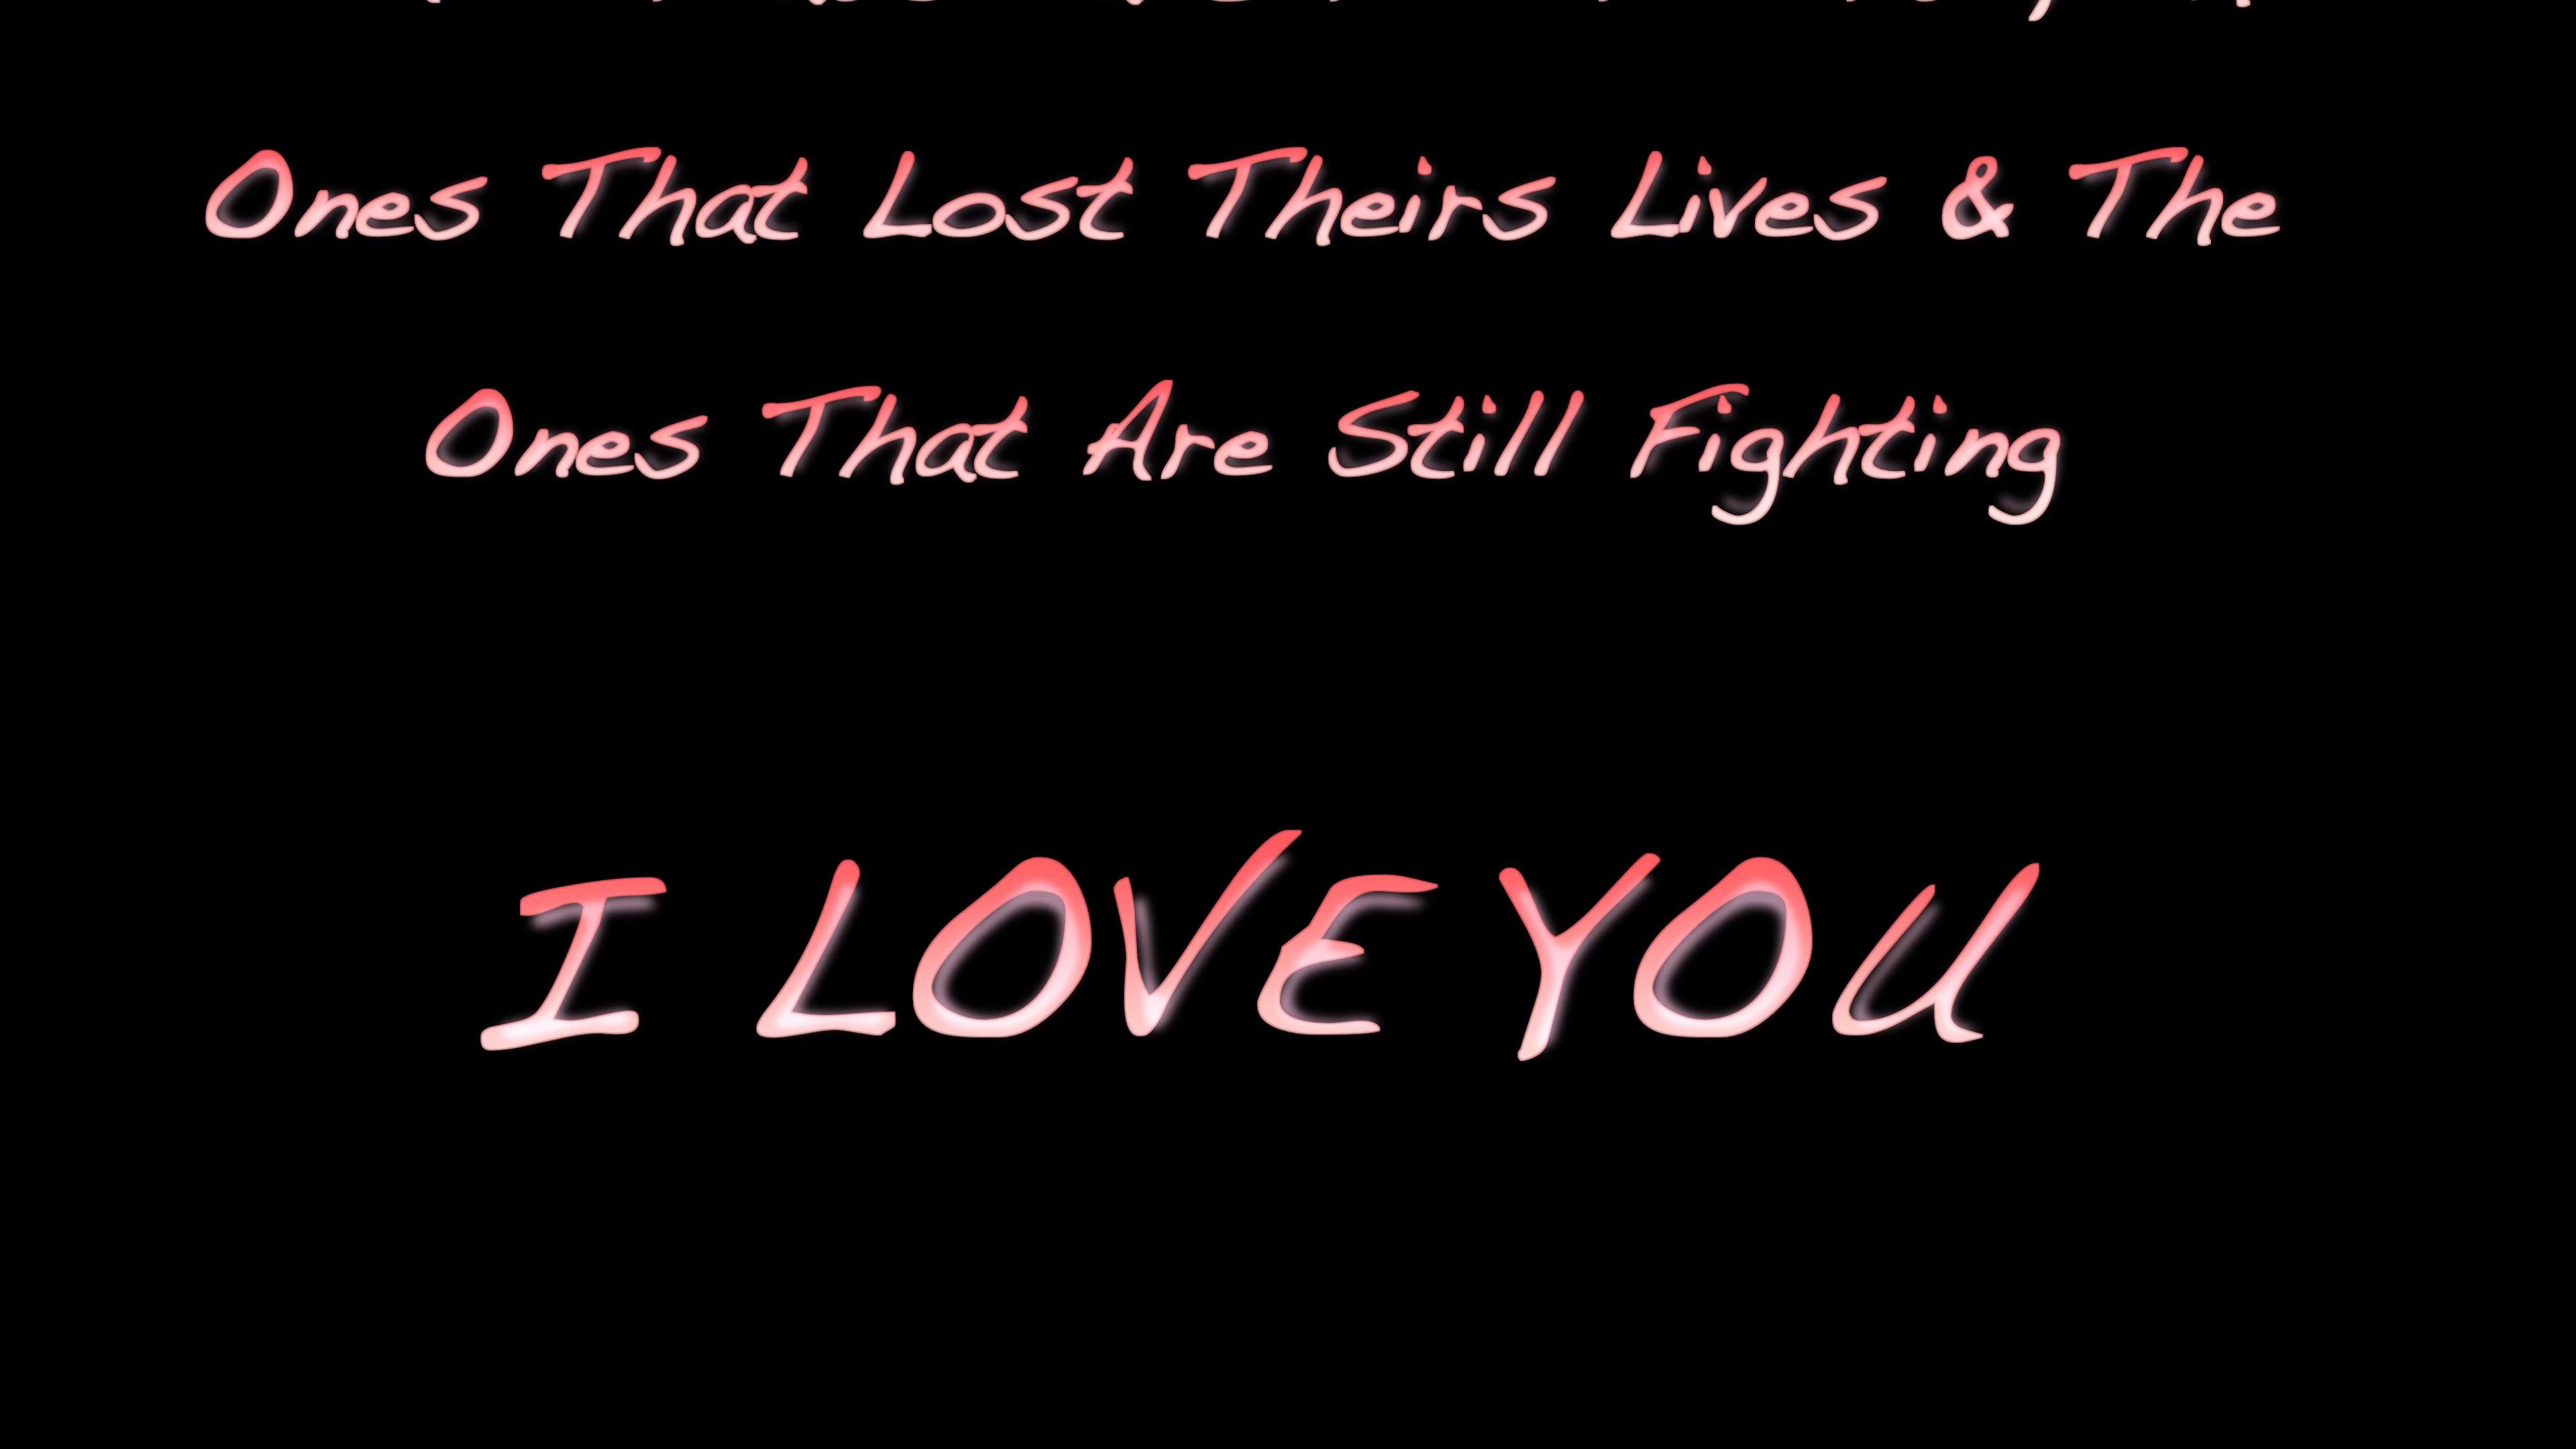 Ones That Lost Theirs Lives & The
Ones That Are Still Fighting
I LOVE YOU